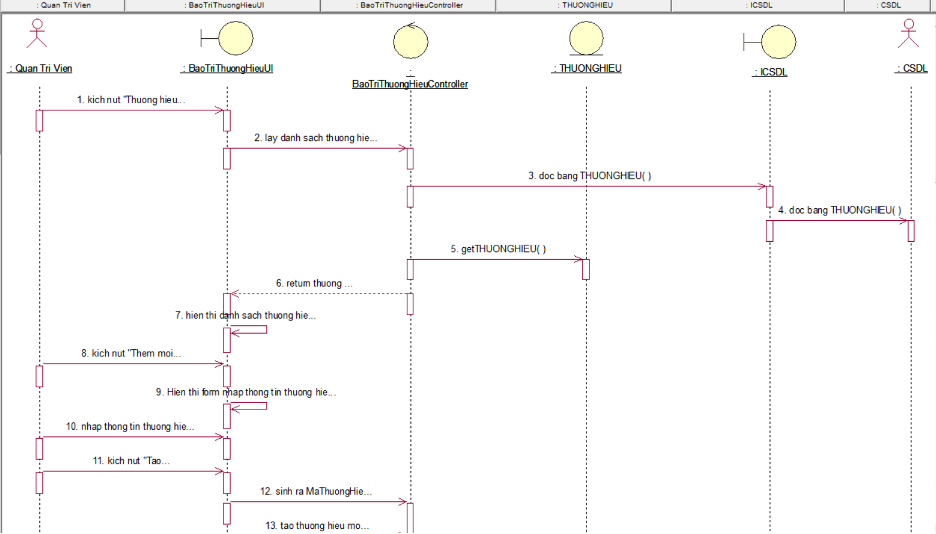 : Quan Tri Vien
: BaoTriThuongHieuUI
: BaoTriThuongHieuController
: THUONGHIEU
: ICSDL
: CSDL
: Quan Tri Vien
: BaoTriThuongHieuUI
:
BaoTriThuongHieuController
: THUONGHIEU
: ICSDL
: CSDL
1. kich nut "Thuong hieu...
2. lay danh sach thuong hie...
3. doc bang THUONGHIEU( )
4. doc bang THUONGHIEU( )
5. getTHUONGHIEU( )
6. return thuong ...
7. hien thi danh sach thuong hie...
8. kich nut "Them moi...
9. Hien thi form nhap thong tin thuong hie...
10. nhap thong tin thuong hie...
11. kich nut "Tao...
12. sinh ra MaThuongHie...
13. tao thuong hieu mo...